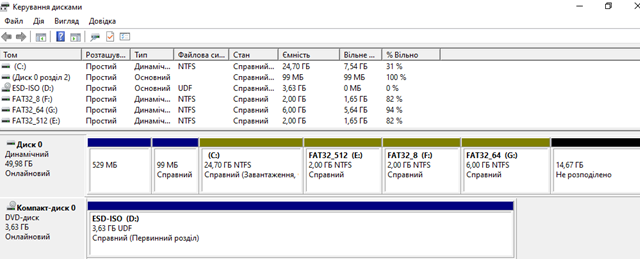 Керування дисками
Файл Дія Вигляд Довідка
Том Розташув... Тип Файлова си... Стан Ємність Вільне ... % Вільно
(C:) Простий Динаміч... NTFS Справний... 24,70 ГБ 7,54 ГБ 31 %
(Диск 0 розділ 2) Простий Основний Справний... 99 МБ 99 МБ 100 %
ESD-ISO (D:) Простий Основний UDF Справний... 3,63 ГБ 0 МБ 0 %
FAT32_8 (F:) Простий Динаміч... NTFS Справний... 2,00 ГБ 1,65 ГБ 82 %
FAT32_64 (G:) Простий Динаміч... NTFS Справний... 6,00 ГБ 5,64 ГБ 94 %
FAT32_512 (E:) Простий Динаміч... NTFS Справний... 2,00 ГБ 1,65 ГБ 82 %
Диск 0
Динамічний
49,98 ГБ
Онлайновий
529 МБ
99 МБ
Справний
(C:)
24,70 ГБ NTFS
Справний (Завантаження,
FAT32_512 (E:)
2,00 ГБ NTFS
Справний
FAT32_8 (F:)
2,00 ГБ NTFS
Справний
FAT32_64 (G:)
6,00 ГБ NTFS
Справний
14,67 ГБ
Не розподілено
Компакт-диск 0
DVD-диск
3,63 ГБ
Онлайновий
ESD-ISO (D:)
3,63 ГБ UDF
Справний (Первинний розділ)